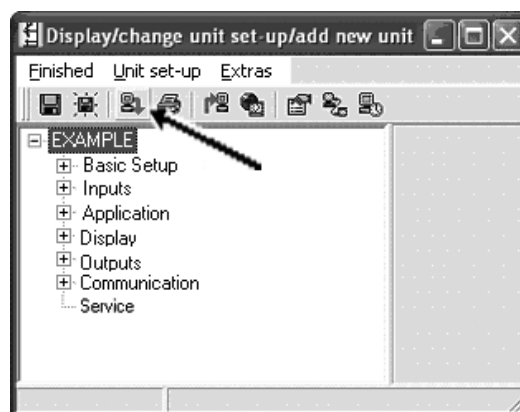 Display/change unit set-up/add new unit
Finished Unit set-up Extras
EXAMPLE
Basic Setup
Inputs
Application
Display
Outputs
Communication
Service